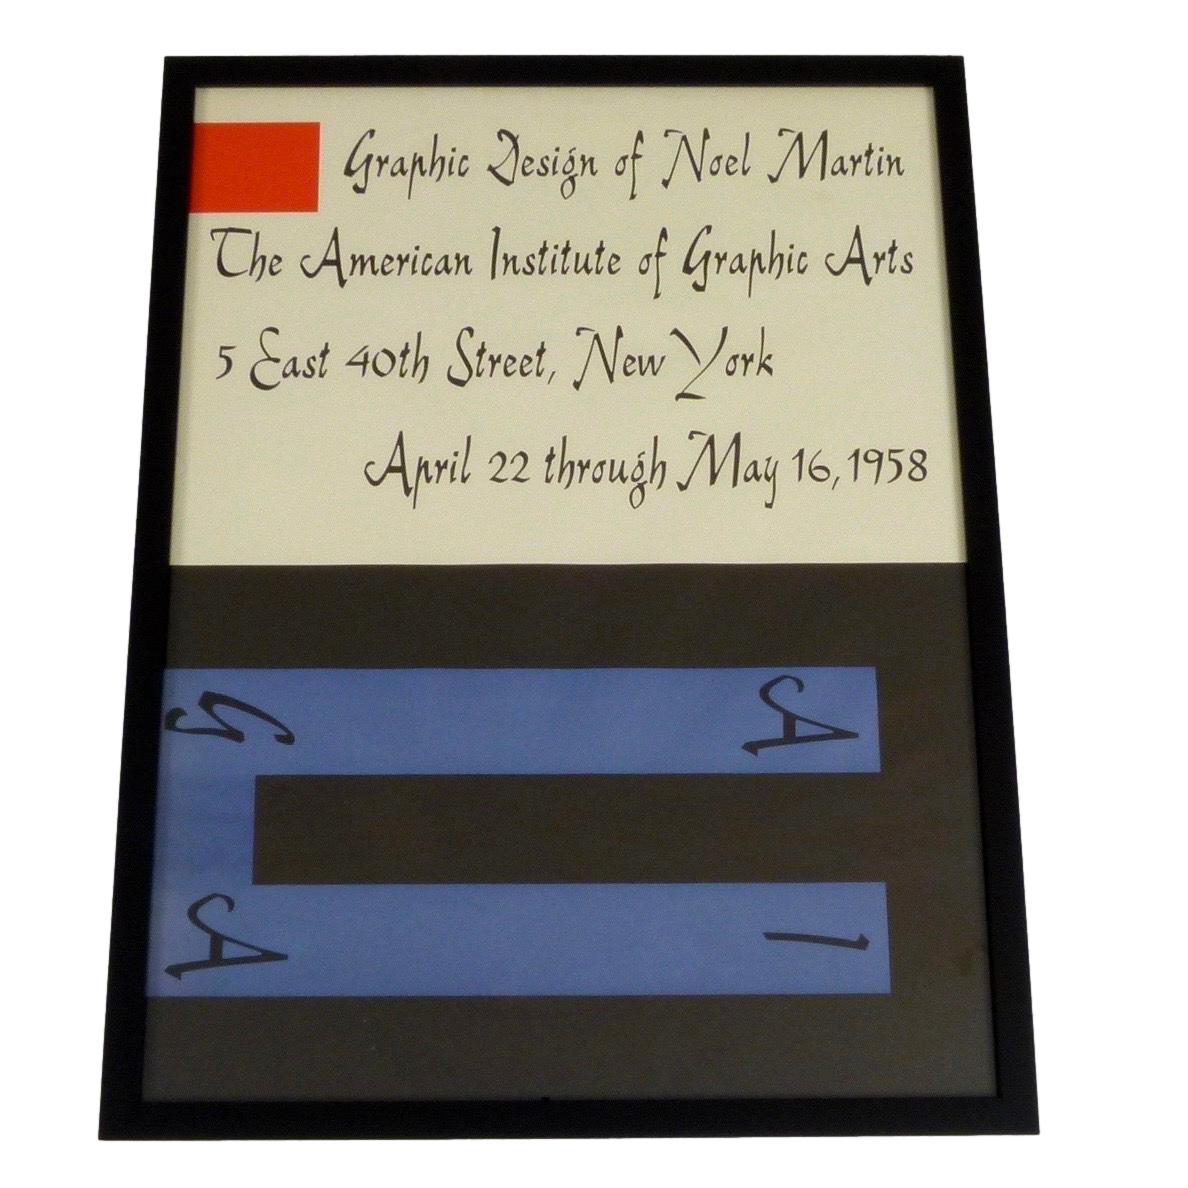 Graphic Design of Noel Martin
The American Institute of Graphic Arts
5 East 40th Street, New York
April 22 through May 16, 1958
A
I
G
A